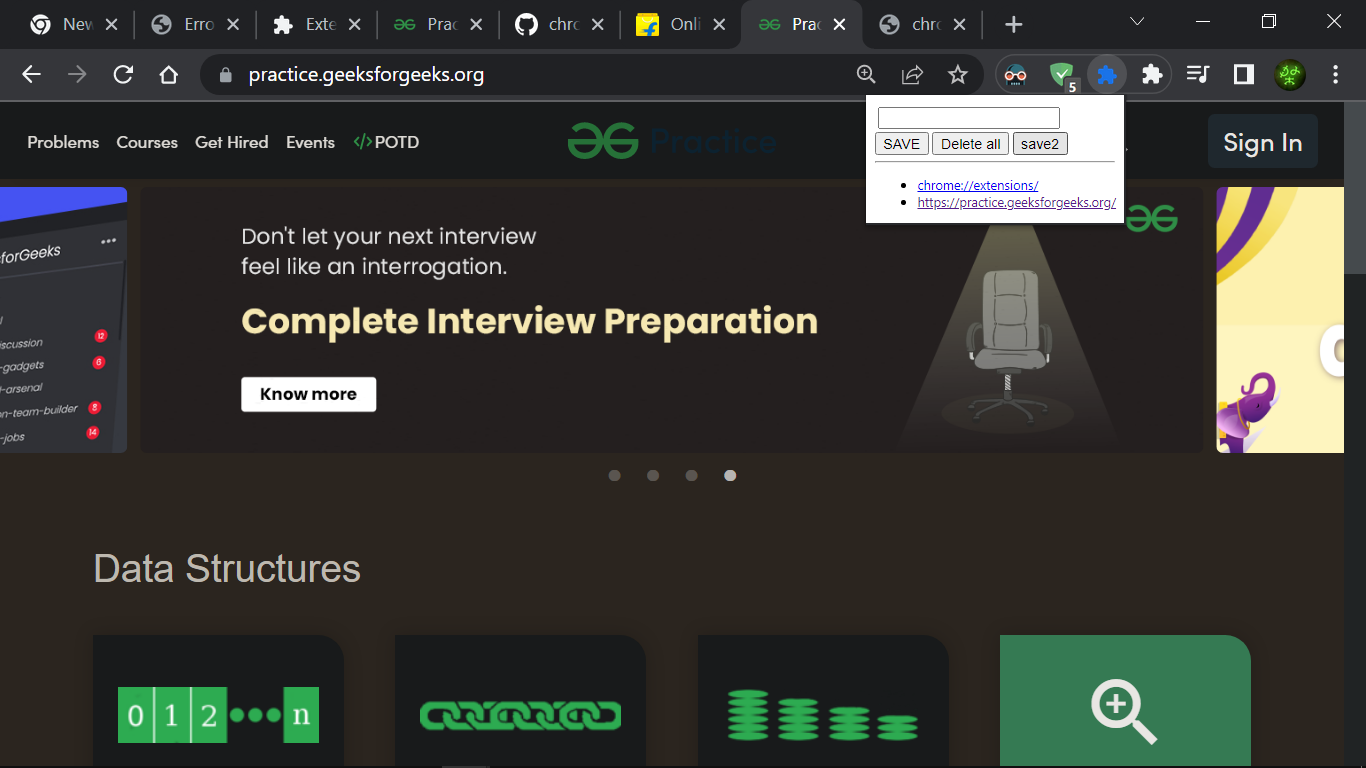 New
Erro
Exte
Prac
chro
Onli
Prac
chro
practice.geeksforgeeks.org
5
SAVE Delete all save2
chrome://extensions/
https://practice.geeksforgeeks.org/
Problems Courses Get Hired Events </>POTD
Practice
Sign In
sforGeeks
iscussion 12
-gadgets 6
l-arsenal
on-team-builder 8
-jobs 14
Don't let your next interview
feel like an interrogation.
Complete Interview Preparation
Know more
Data Structures
0 1 2 n